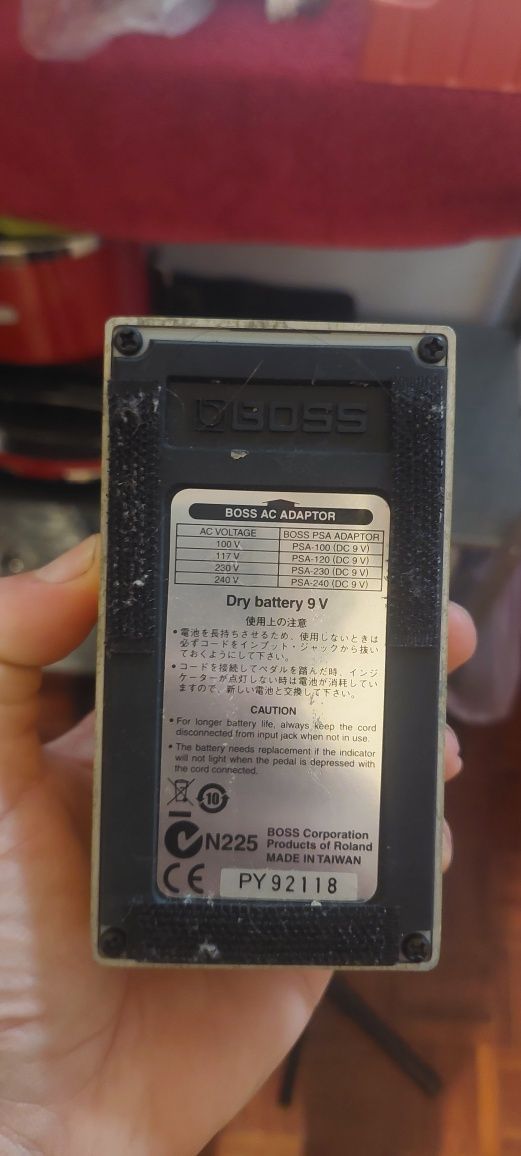 BOSS
BOSS AC ADAPTOR
AC VOLTAGE BOSS PSA ADAPTOR
100 V PSA-100 (DC 9 V)
117 V PSA-120 (DC 9 V)
230 V PSA-230 (DC 9 V)
240 V PSA-240 (DC 9 V)
Dry battery 9 V
使用上の注意
•電池を長持ちさせるため、使用しないときは
必ずコードをインプット・ジャックから抜い
ておくようにして下さい。
•コードを接続してペダルを踏んだ時、インジ
ケーターが点灯しない時は電池が消耗してい
ますので、新しい電池と交換して下さい。
CAUTION
• For longer battery life, always keep the cord
disconnected from input jack when not in use.
• The battery needs replacement if the indicator
will not light when the pedal is depressed with
the cord connected.
10
N225
BOSS Corporation
Products of Roland
MADE IN TAIWAN
CE
PY92118